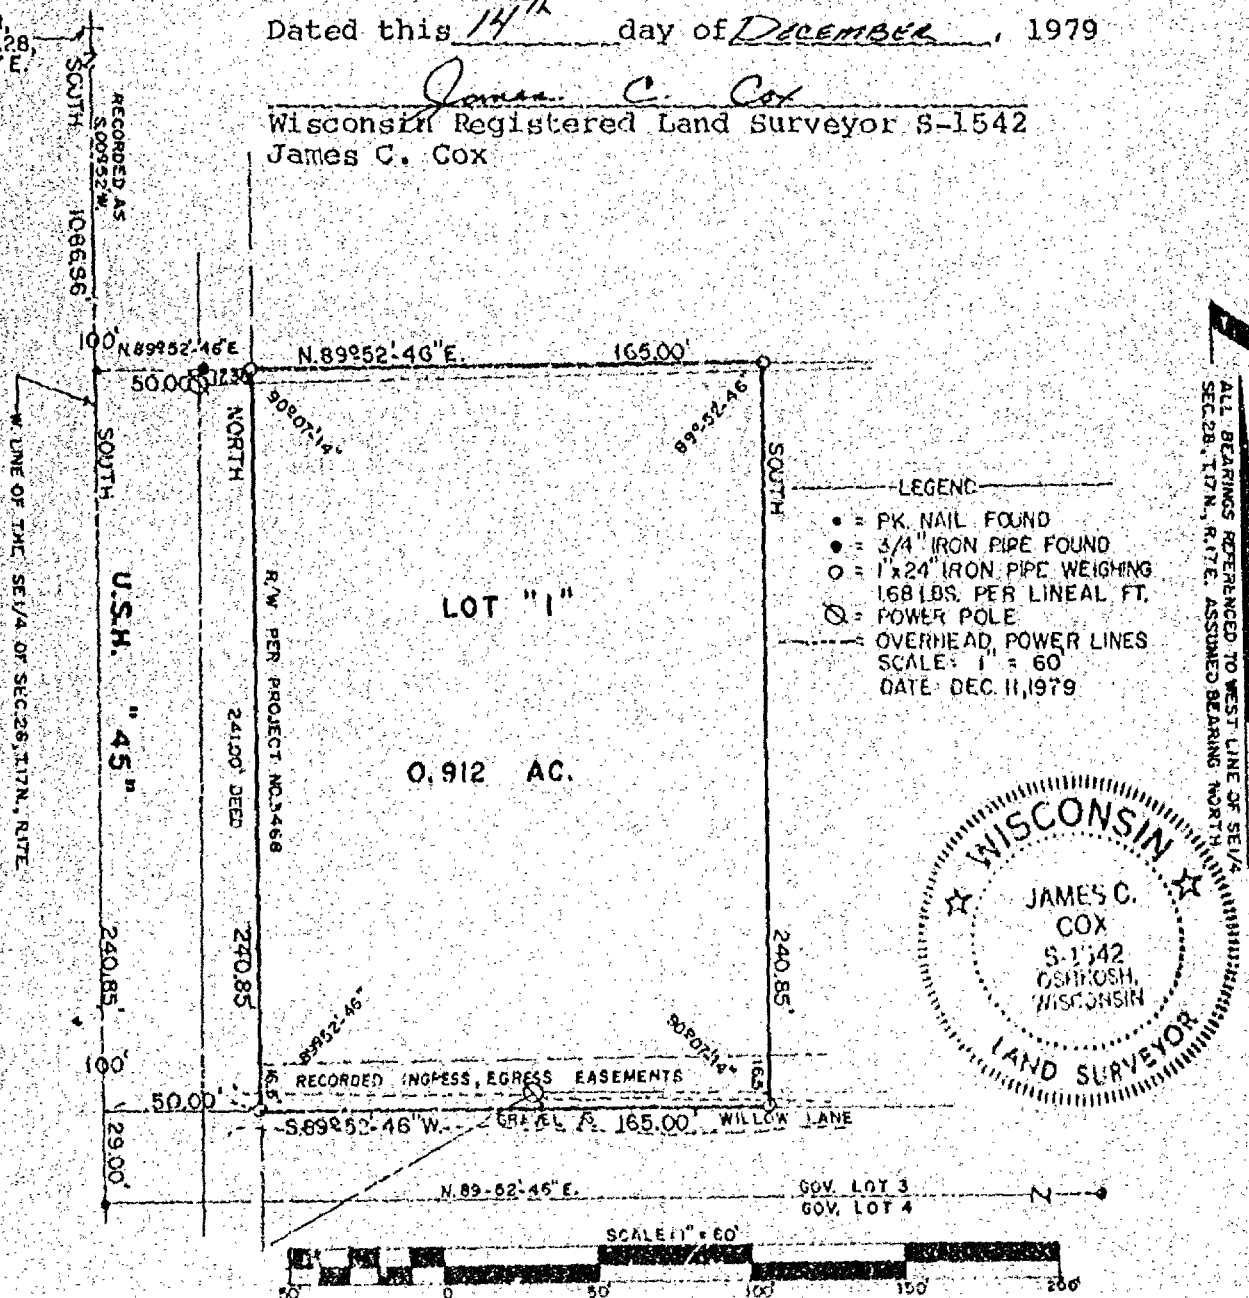 28,
E.
Dated this 14th day of DECEMBER, 1979
James C. Cox
Wisconsin Registered Land Surveyor S-1542
James C. Cox
SOUTH 1086.96'
RECORDED AS
S.00°52'W.
100'
N.89°52'-46"E
50.00'
N.89°52'-46"E. 165.00'
90°07'-14"
89°-52'-46"
NORTH
SOUTH
SOUTH
W. LINE OF THE SE1/4 OF SEC.28, T.17N., R.17E.
U.S.H. "45"
R/W PER PROJECT NO.5468
241.00' DEED
LOT "1"
0.912 AC.
LEGEND
• = PK. NAIL FOUND
● = 3/4" IRON PIPE FOUND
○ = 1"x24" IRON PIPE WEIGHING
1.68 LBS. PER LINEAL FT.
= POWER POLE
= OVERHEAD POWER LINES
SCALE: 1" = 60'
DATE DEC. 11, 1979
ALL BEARINGS REFERENCED TO WEST LINE OF SE1/4
SEC.28, T.17N., R.17E. ASSUMED BEARING NORTH
WISCONSIN
JAMES C.
COX
S-1542
OSHKOSH,
WISCONSIN
LAND SURVEYOR
240.85'
240.85'
240.85'
89°52'-46"
90°07'-14"
100'
16.5'
16.5'
RECORDED INGRESS, EGRESS EASEMENTS
50.00'
S.89°52'-46"W. GRAVEL 165.00' WILLOW LANE
29.00'
N.89-52'-46"E. GOV. LOT 3
GOV. LOT 4
SCALE 1" = 60'
50' 0 50' 100' 150' 200'